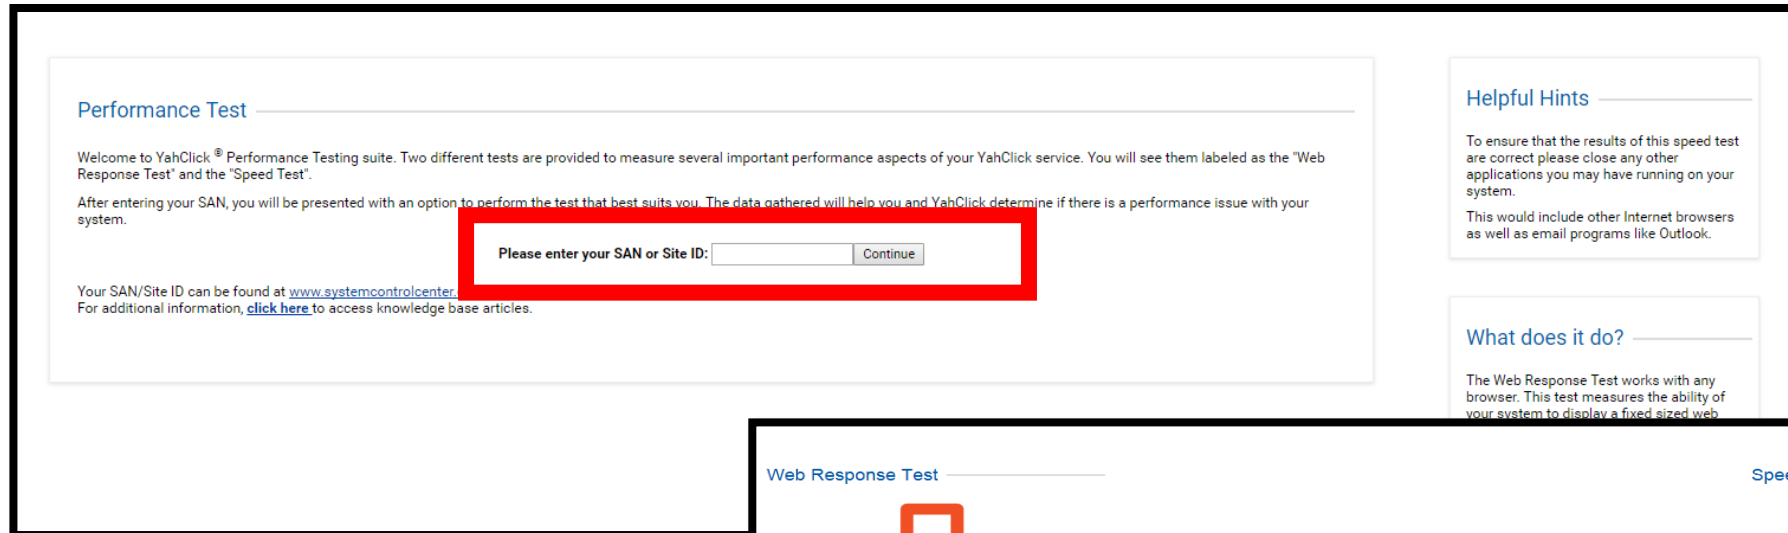 Performance Test
Welcome to YahClick ® Performance Testing suite. Two different tests are provided to measure several important performance aspects of your YahClick service. You will see them labeled as the "Web
Response Test" and the "Speed Test".
After entering your SAN, you will be presented with an option to perform the test that best suits you. The data gathered will help you and YahClick determine if there is a performance issue with your
system.
Please enter your SAN or Site ID:
Continue
Your SAN/Site ID can be found at www.systemcontrolcenter.
For additional information, click here to access knowledge base articles.
Helpful Hints
To ensure that the results of this speed test
are correct please close any other
applications you may have running on your
system.
This would include other Internet browsers
as well as email programs like Outlook.
What does it do?
The Web Response Test works with any
browser. This test measures the ability of
your system to display a fixed sized web
Web Response Test